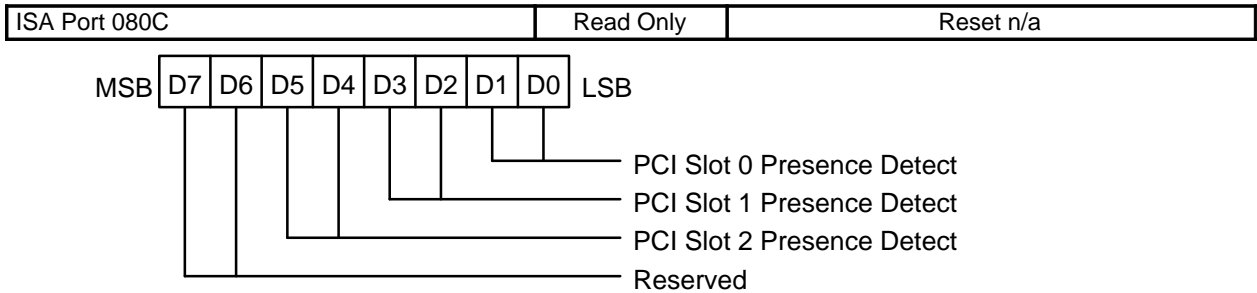 ISA Port 080C Read Only Reset n/a
MSB D7 D6 D5 D4 D3 D2 D1 D0 LSB
PCI Slot 0 Presence Detect
PCI Slot 1 Presence Detect
PCI Slot 2 Presence Detect
Reserved